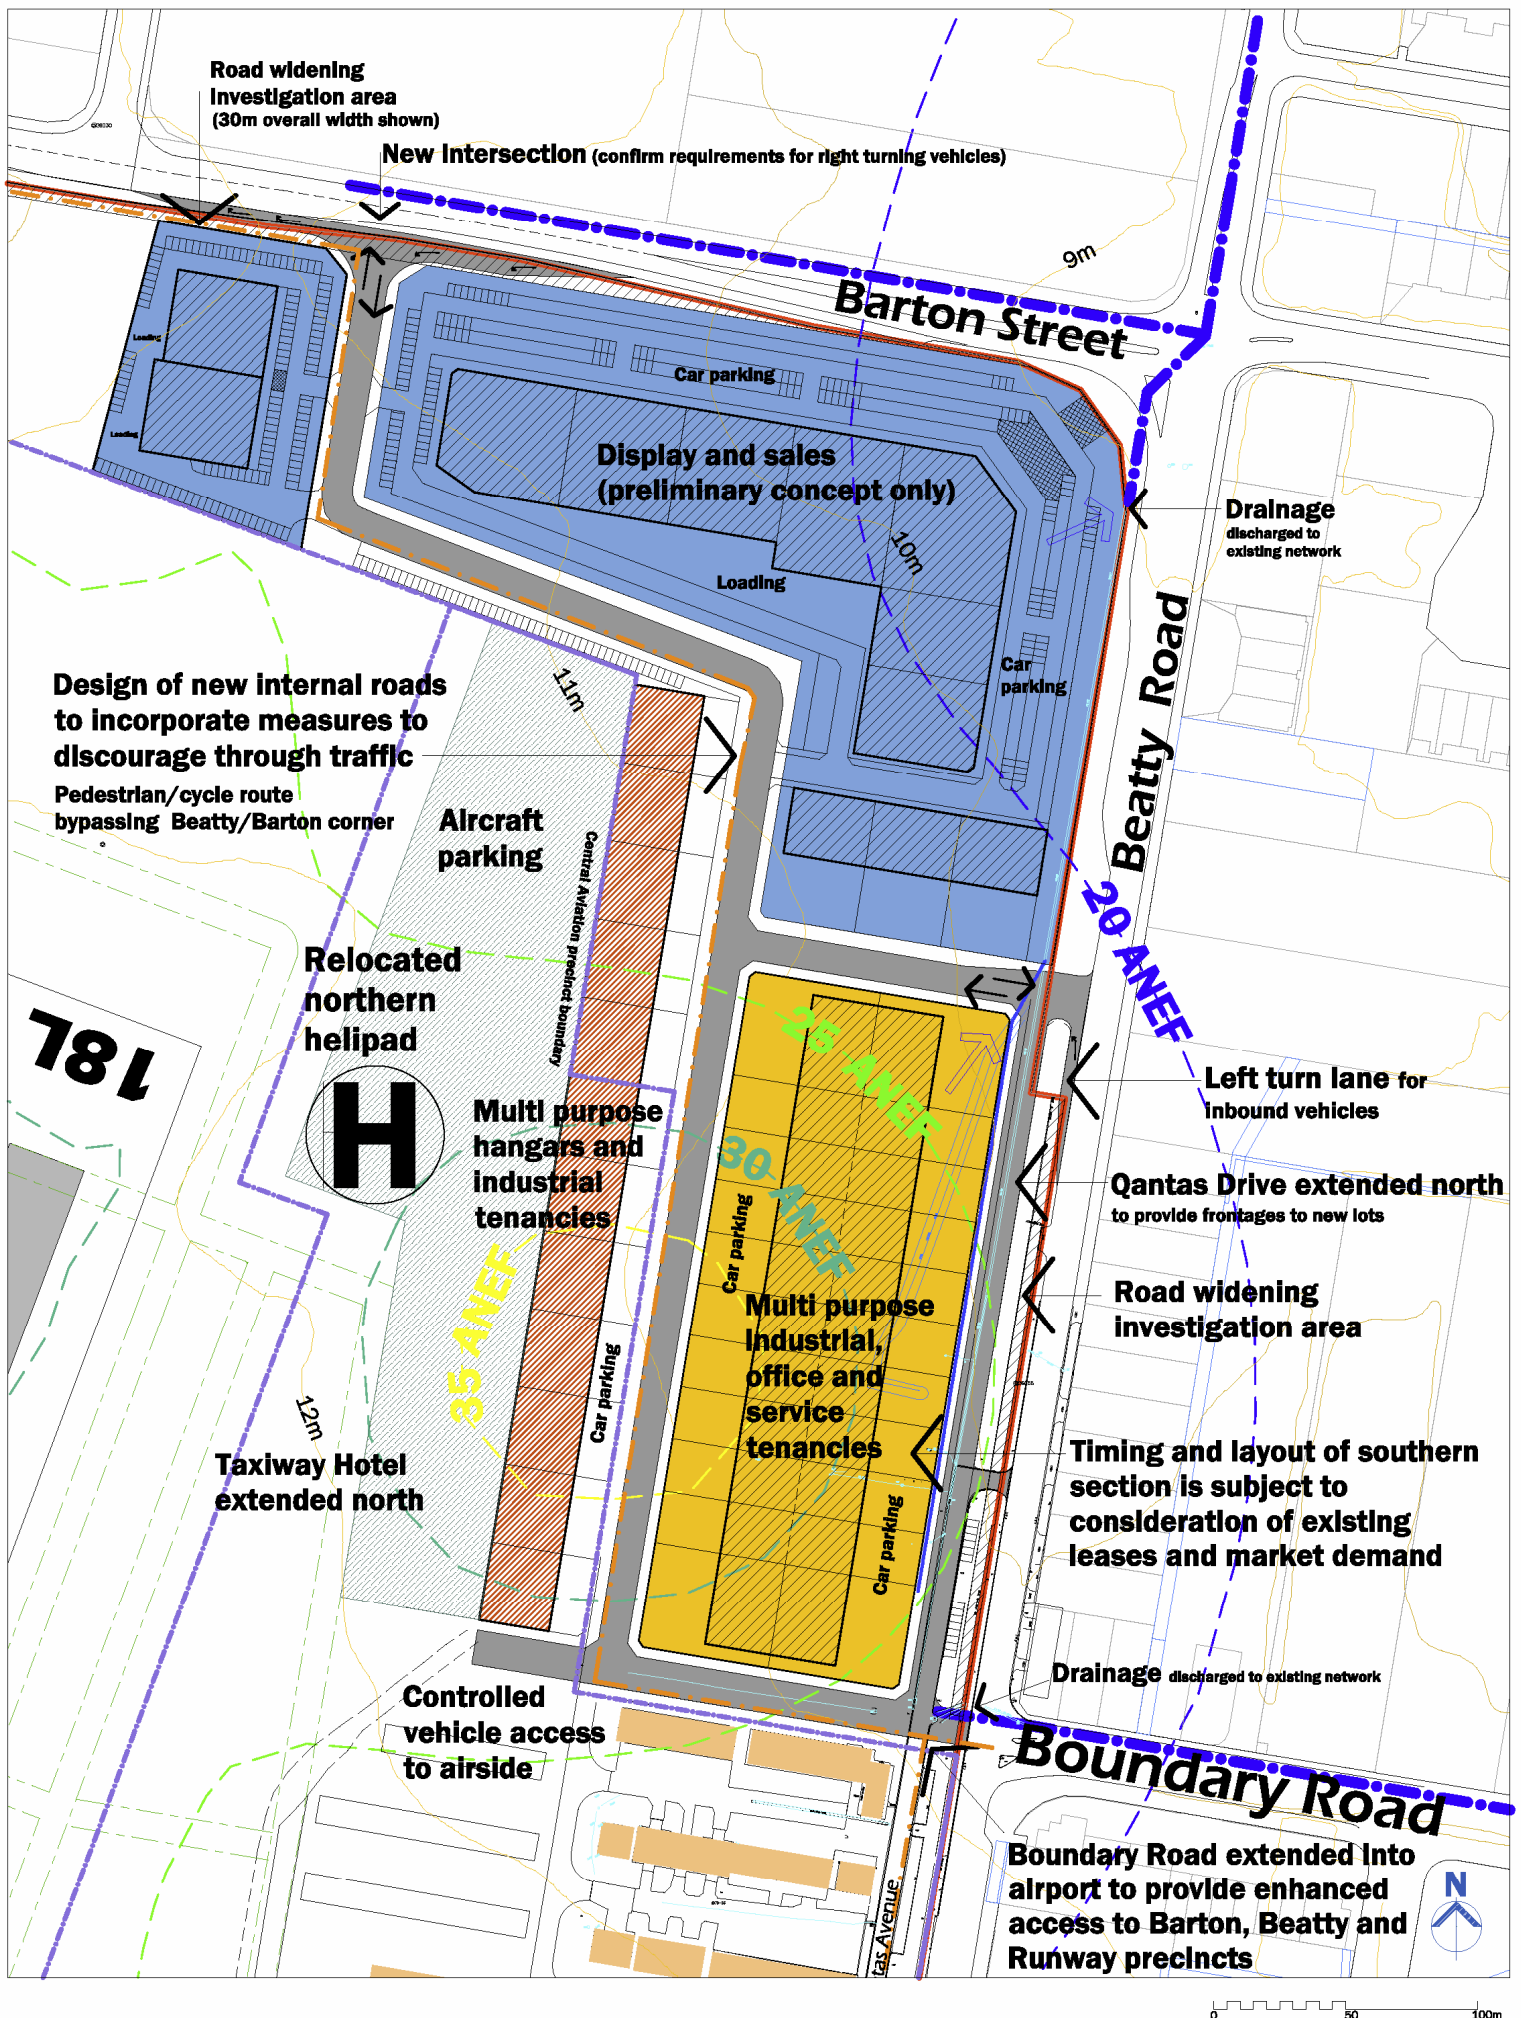 Road widening
investigation area
(30m overall width shown)
New intersection (confirm requirements for right turning vehicles)
9m
Barton Street
Loading
Car parking
Loading
Display and sales
(preliminary concept only)
Drainage
discharged to
existing network
10m
Loading
Beatty Road
Car
parking
11m
Design of new internal roads
to incorporate measures to
discourage through traffic
Pedestrian/cycle route
bypassing Beatty/Barton corner
Aircraft
parking
Central Aviation precinct boundary
20 ANEF
Relocated
northern
helipad
18L
25 ANEF
H
Left turn lane for
inbound vehicles
Multi purpose
hangars and
industrial
tenancies
30 ANEF
Qantas Drive extended north
to provide frontages to new lots
Car parking
35 ANEF
Road widening
investigation area
Multi purpose
industrial,
office and
service
tenancies
Car parking
12m
Taxiway Hotel
extended north
Timing and layout of southern
section is subject to
consideration of existing
leases and market demand
Car parking
Drainage discharged to existing network
Controlled
vehicle access
to airside
Boundary Road
Boundary Road extended into
airport to provide enhanced
access to Barton, Beatty and
Runway precincts
N
tas Avenue
0 50 100m